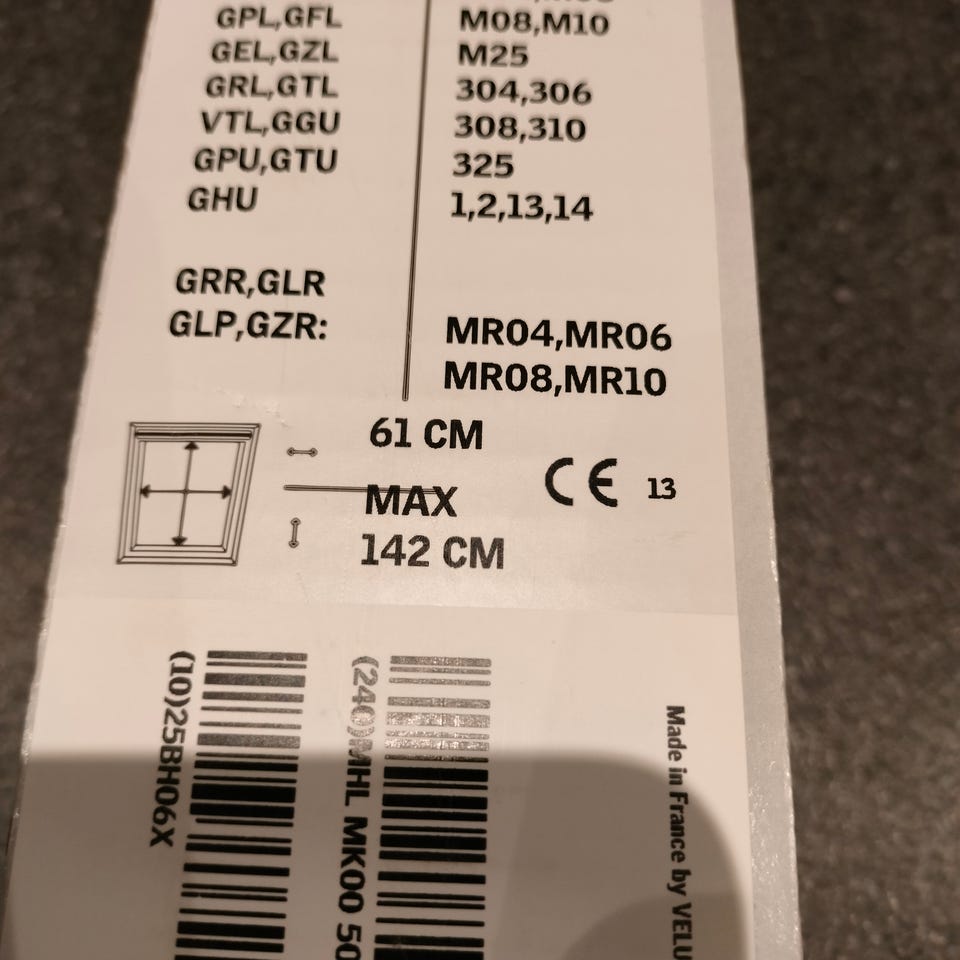 GPL,GFL
GEL,GZL
GRL,GTL
VTL,GGU
GPU,GTU
GHU
GRR,GLR
GLP,GZR:
M08,M10
M25
304,306
308,310
325
1,2,13,14
MR04,MR06
MR08,MR10
61 CM
MAX
142 CM
CE 13
(10)25BH06X
(240)MHL MK00 50
Made in France by VELU